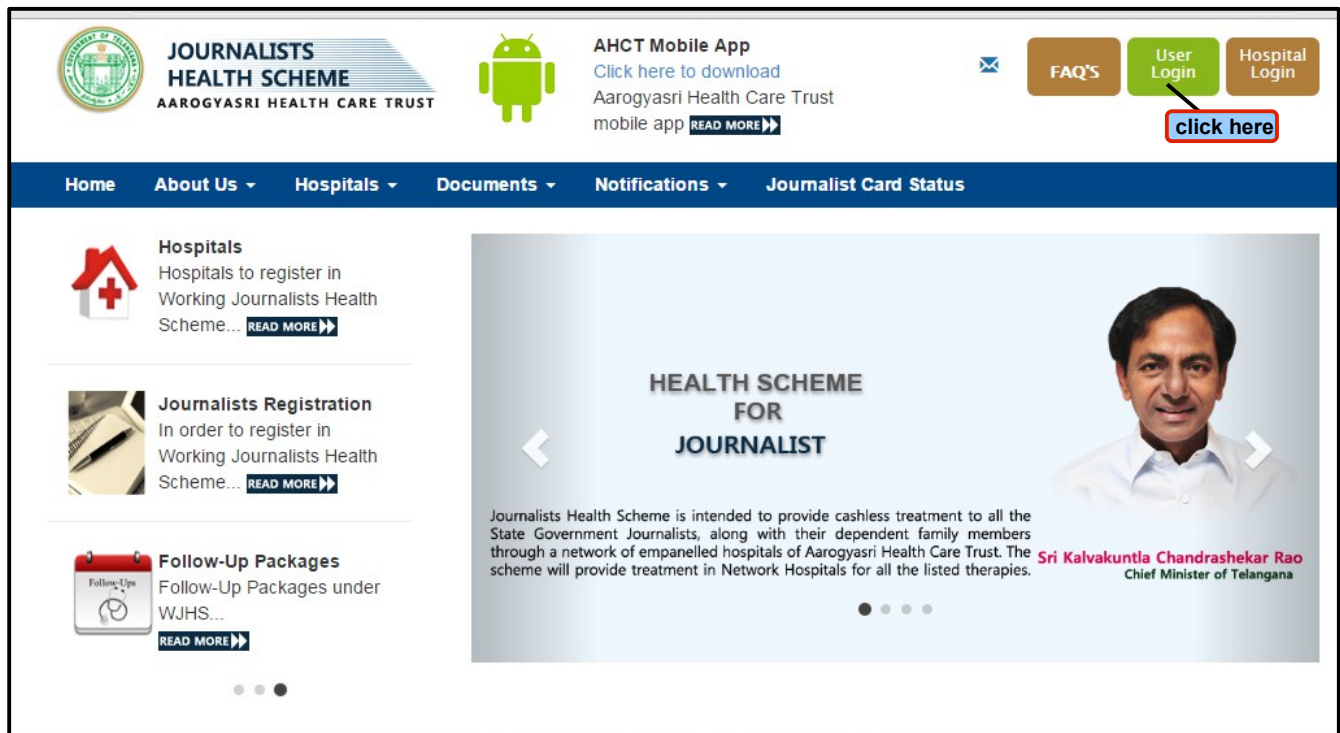 JOURNALISTS
HEALTH SCHEME
AAROGYASRI HEALTH CARE TRUST
AHCT Mobile App
Click here to download
Aarogyasri Health Care Trust
mobile app READ MORE
FAQ'S
User
Login
Hospital
Login
click here
Home About Us Hospitals Documents Notifications Journalist Card Status
Hospitals
Hospitals to register in
Working Journalists Health
Scheme... READ MORE
Journalists Registration
In order to register in
Working Journalists Health
Scheme... READ MORE
Follow-Ups
Follow-Up Packages
Follow-Up Packages under
WJHS...
READ MORE
HEALTH SCHEME
FOR
JOURNALIST
Journalists Health Scheme is intended to provide cashless treatment to all the
State Government Journalists, along with their dependent family members
through a network of empanelled hospitals of Aarogyasri Health Care Trust. The
scheme will provide treatment in Network Hospitals for all the listed therapies.
Sri Kalvakuntla Chandrashekar Rao
Chief Minister of Telangana